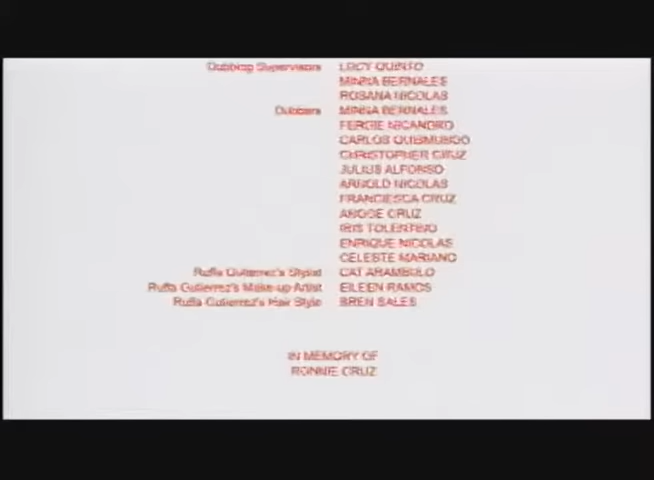 Dubbing Supervisors LUCY QUINTO
MINNA BERNALES
ROSANA NICOLAS
Dubbers MINNA BERNALES
FERGIE NICANDRO
CARLOS QUIBMUNGO
CHRISTOPHER CRUZ
JULIUS ALFONSO
ARNOLD NICOLAS
FRANCIESCA CRUZ
ANGGE CRUZ
IRIS TOLENTINO
ENRIQUE NICOLAS
CELESTE MARIANO
Ruffa Gutierrez's Stylist CAT ARAMBULO
Ruffa Gutierrez's Make-up Artist EILEEN RAMOS
Ruffa Gutierrez's Hair Style BREN SALES
IN MEMORY OF
RONNIE CRUZ